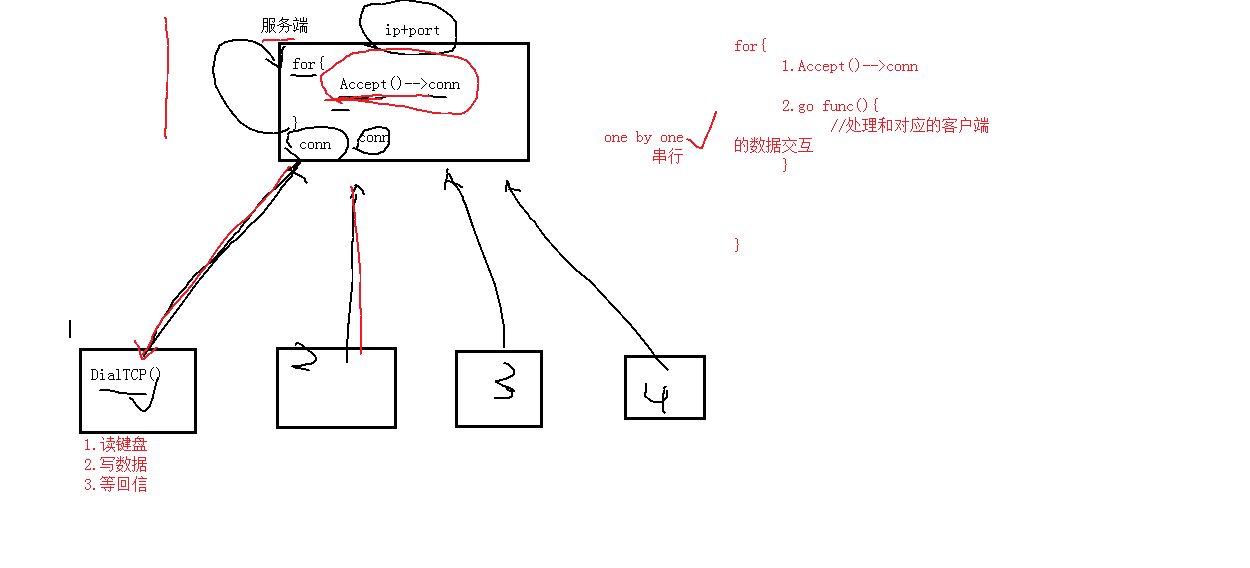 服务端
ip+port
for{
Accept()-->conn
}
conn
conn
one by one
串行
for{
1.Accept()-->conn
2.go func(){
//处理和对应的客户端
的数据交互
}
}
1
DialTCP()
2
3
4
1.读键盘
2.写数据
3.等回信